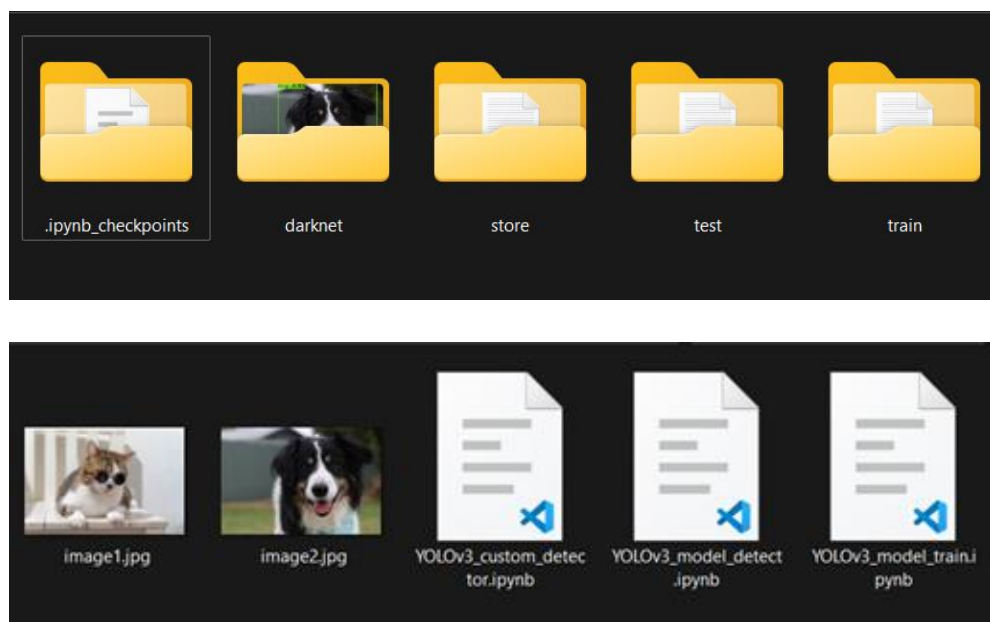 .ipynb_checkpoints
darknet
store
test
train
image1.jpg
image2.jpg
YOLOv3_custom_detec
tor.ipynb
YOLOv3_model_detect
.ipynb
YOLOv3_model_train.i
pynb